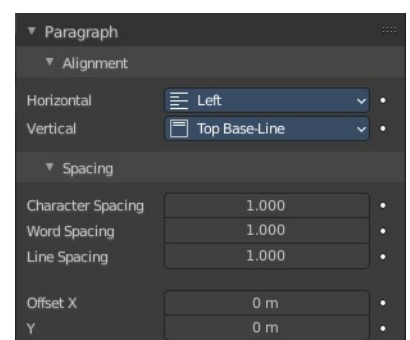 Paragraph
Alignment
Horizontal Left
Vertical Top Base-Line
Spacing
Character Spacing 1.000
Word Spacing 1.000
Line Spacing 1.000
Offset X 0 m
Y 0 m